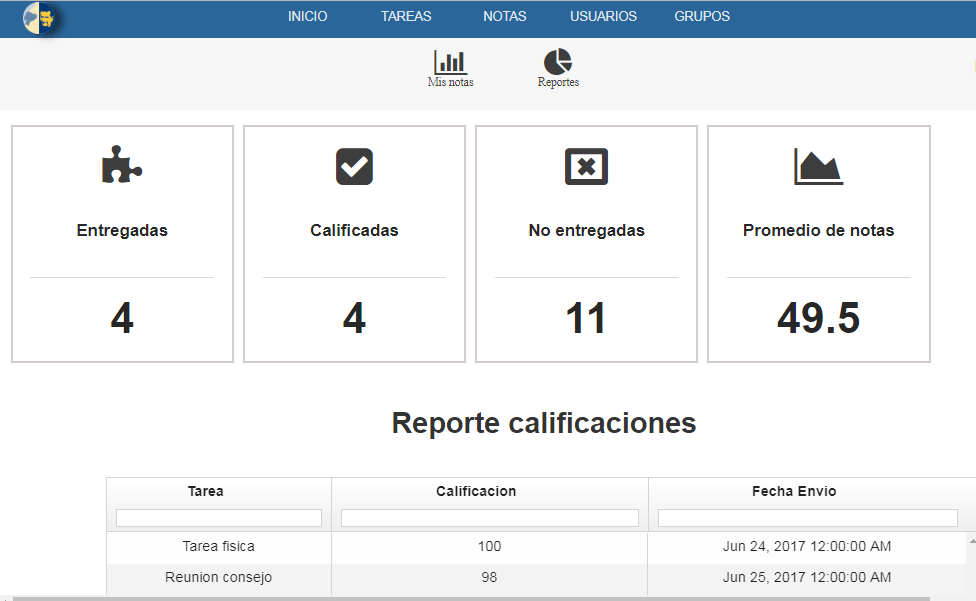 INICIO TAREAS NOTAS USUARIOS GRUPOS
Mis notas Reportes
Entregadas Calificadas No entregadas Promedio de notas
4 4 11 49.5
Reporte calificaciones
Tarea Calificacion Fecha Envio
Tarea fisica 100 Jun 24, 2017 12:00:00 AM
Reunion consejo 98 Jun 25, 2017 12:00:00 AM